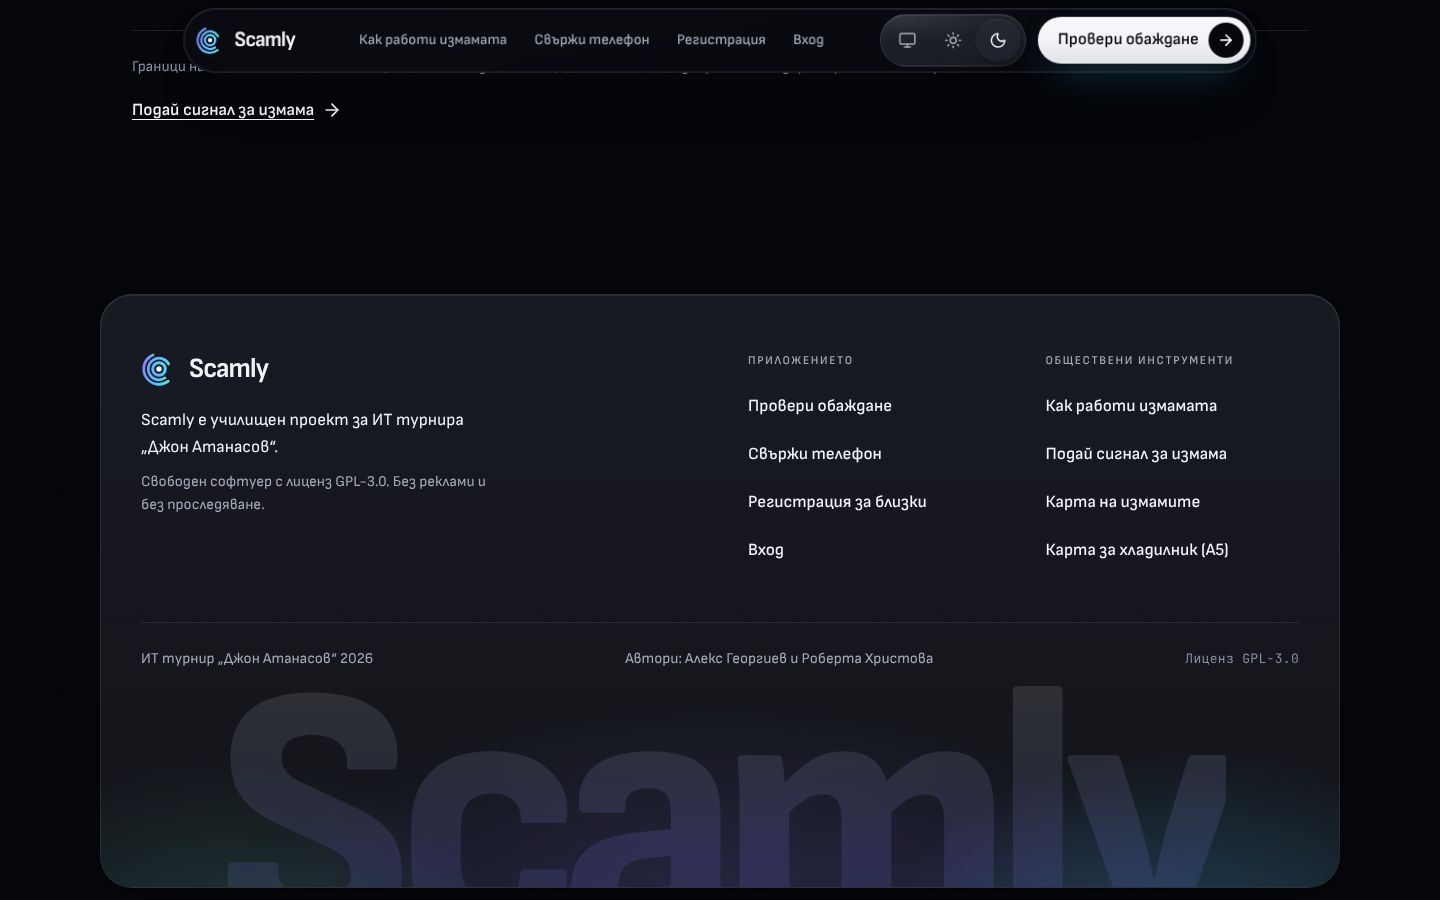 Scamly
Как работи измамата
Свържи телефон
Регистрация
Вход
Провери обаждане
Граници
Подай сигнал за измама
Scamly
Scamly е училищен проект за ИТ турнира
„Джон Атанасов“.
Свободен софтуер с лиценз GPL-3.0. Без реклами и
без проследяване.
ПРИЛОЖЕНИЕТО
Провери обаждане
Свържи телефон
Регистрация за близки
Вход
ОБЩЕСТВЕНИ ИНСТРУМЕНТИ
Как работи измамата
Подай сигнал за измама
Карта на измамите
Карта за хладилник (A5)
ИТ турнир „Джон Атанасов“ 2026
Автори: Алекс Георгиев и Роберта Христова
Лиценз GPL-3.0
Scamly